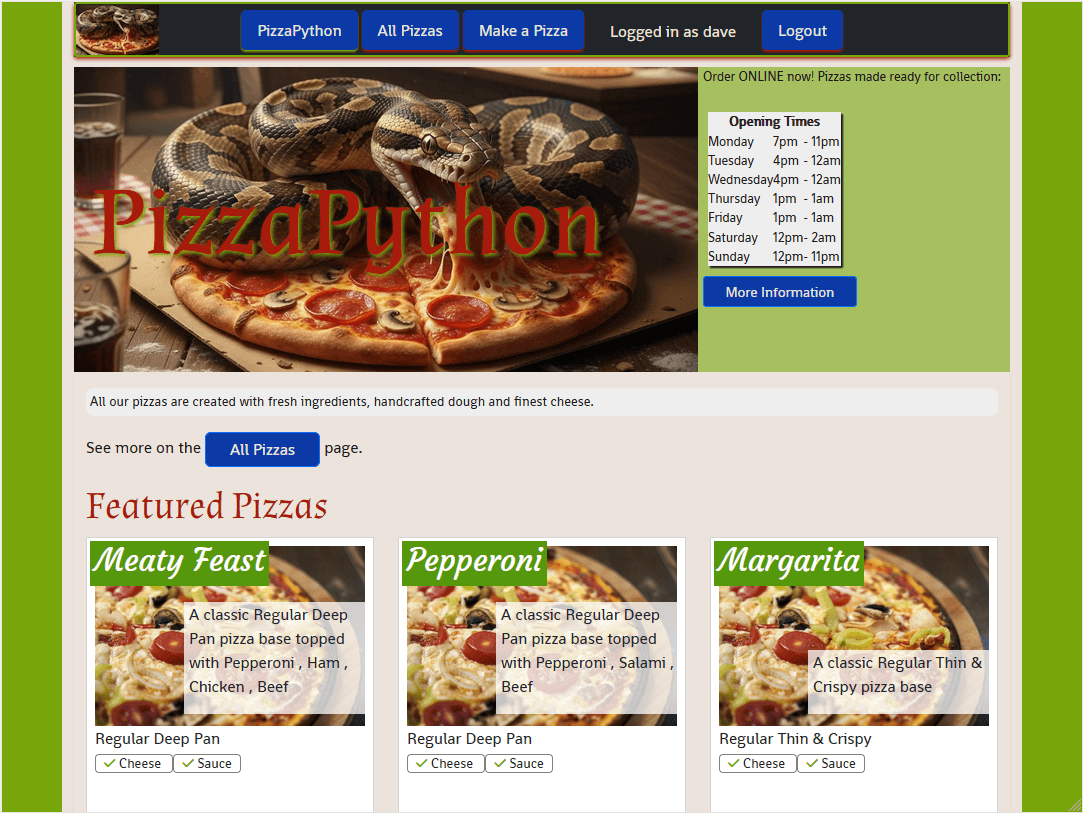 PizzaPython All Pizzas Make a Pizza Logged in as dave Logout
PizzaPython
Order ONLINE now! Pizzas made ready for collection:
Opening Times
Monday 7pm - 11pm
Tuesday 4pm - 12am
Wednesday4pm - 12am
Thursday 1pm - 1am
Friday 1pm - 1am
Saturday 12pm- 2am
Sunday 12pm- 11pm
More Information
All our pizzas are created with fresh ingredients, handcrafted dough and finest cheese.
See more on the All Pizzas page.
Featured Pizzas
Meaty Feast
A classic Regular Deep
Pan pizza base topped
with Pepperoni , Ham ,
Chicken , Beef
Regular Deep Pan
✓ Cheese ✓ Sauce
Pepperoni
A classic Regular Deep
Pan pizza base topped
with Pepperoni , Salami ,
Beef
Regular Deep Pan
✓ Cheese ✓ Sauce
Margarita
A classic Regular Thin &
Crispy pizza base
Regular Thin & Crispy
✓ Cheese ✓ Sauce